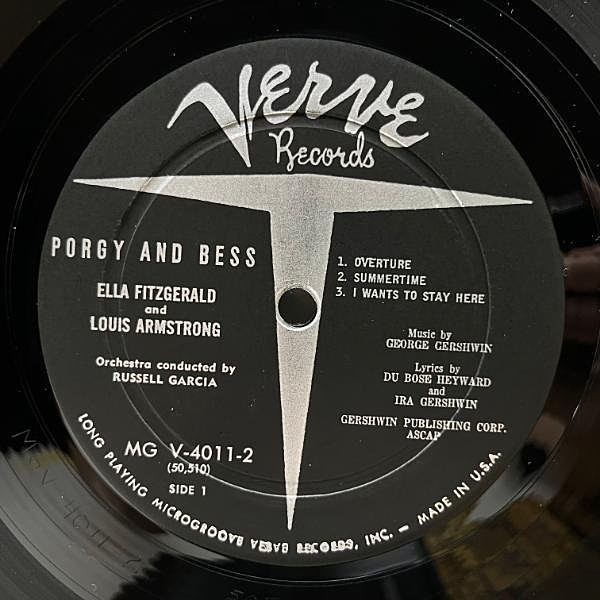 Verve
Records
PORGY AND BESS
ELLA FITZGERALD
and
LOUIS ARMSTRONG
Orchestra conducted by
RUSSELL GARCIA
MG V-4011-2
(50,510)
SIDE 1
1. OVERTURE
2. SUMMERTIME
3. I WANTS TO STAY HERE
Music by
GEORGE GERSHWIN
Lyrics by
DU BOSE HEYWARD
and
IRA GERSHWIN
GERSHWIN PUBLISHING CORP.
ASCAP
LONG PLAYING MICROGROOVE VERVE RECORDS, INC. — MADE IN U.S.A.